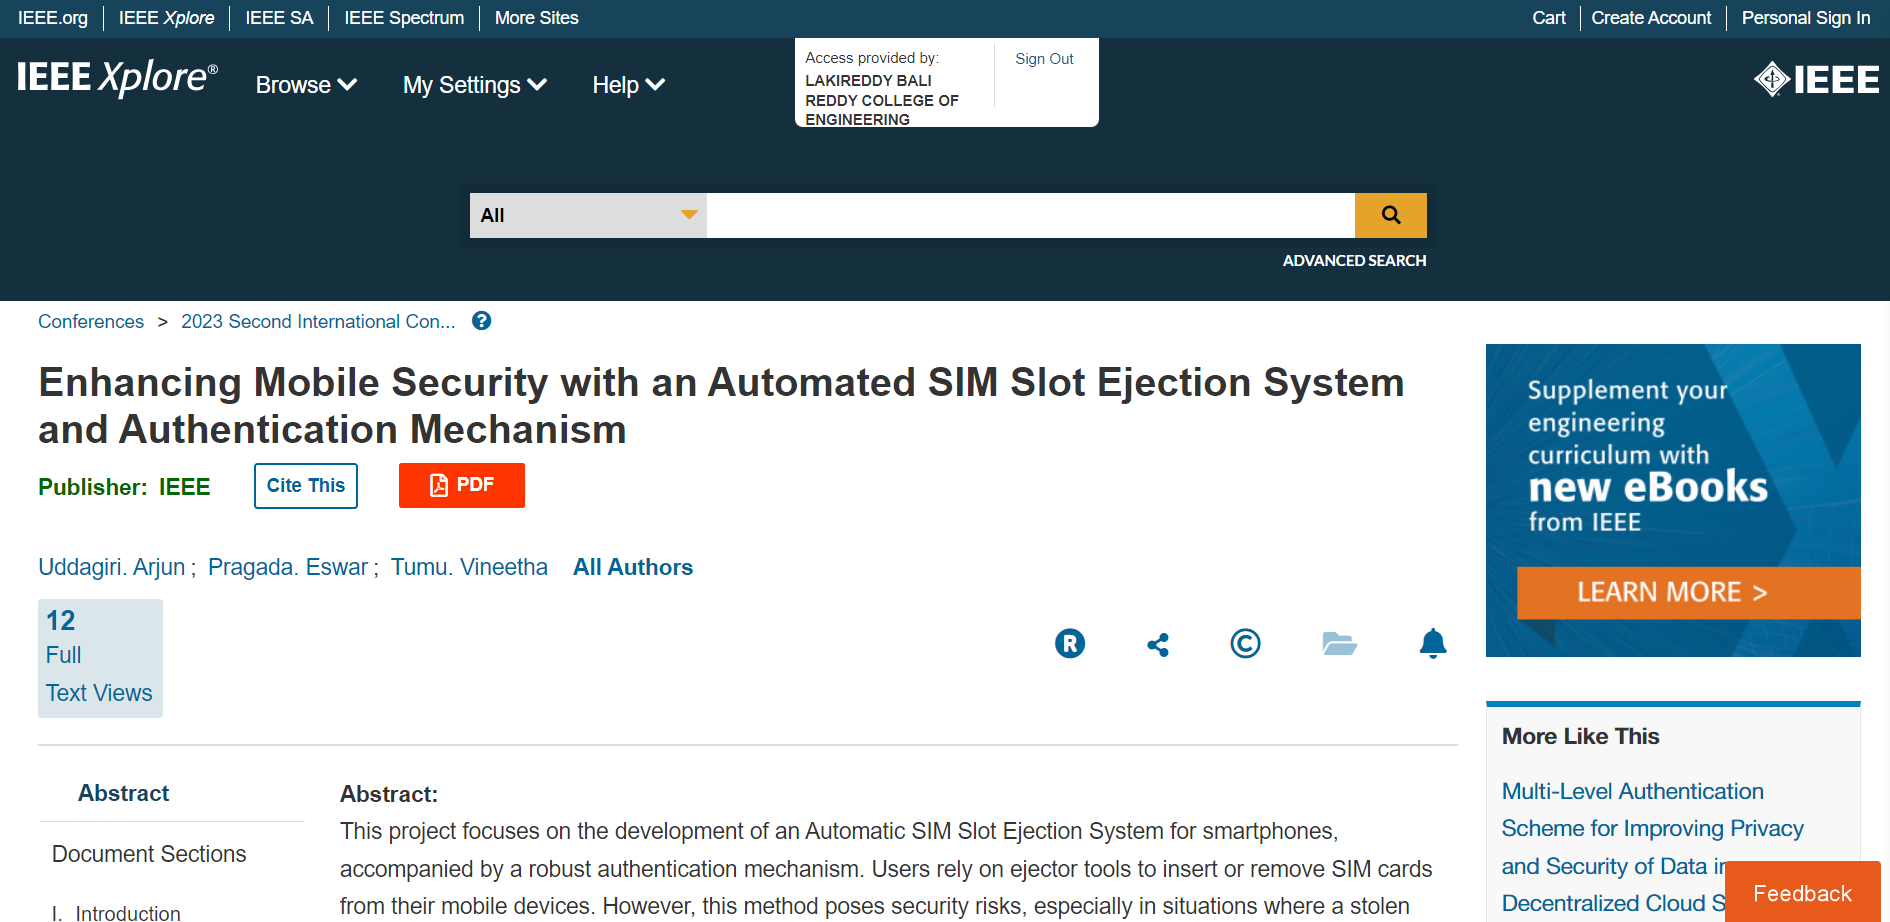 IEEE.org IEEE Xplore IEEE SA IEEE Spectrum More Sites Cart Create Account Personal Sign In
IEEE Xplore® Browse My Settings Help
Access provided by: Sign Out
LAKIREDDY BALI
REDDY COLLEGE OF
ENGINEERING
IEEE
All
ADVANCED SEARCH
Conferences > 2023 Second International Con... ?
Enhancing Mobile Security with an Automated SIM Slot Ejection System
and Authentication Mechanism
Publisher: IEEE Cite This PDF
Uddagiri. Arjun ; Pragada. Eswar ; Tumu. Vineetha All Authors
12
Full
Text Views
R ©
Supplement your
engineering
curriculum with
new eBooks
from IEEE
LEARN MORE >
Abstract
Document Sections
I. Introduction
Abstract:
This project focuses on the development of an Automatic SIM Slot Ejection System for smartphones,
accompanied by a robust authentication mechanism. Users rely on ejector tools to insert or remove SIM cards
from their mobile devices. However, this method poses security risks, especially in situations where a stolen
More Like This
Multi-Level Authentication
Scheme for Improving Privacy
and Security of Data
Decentralized Cloud
Feedback